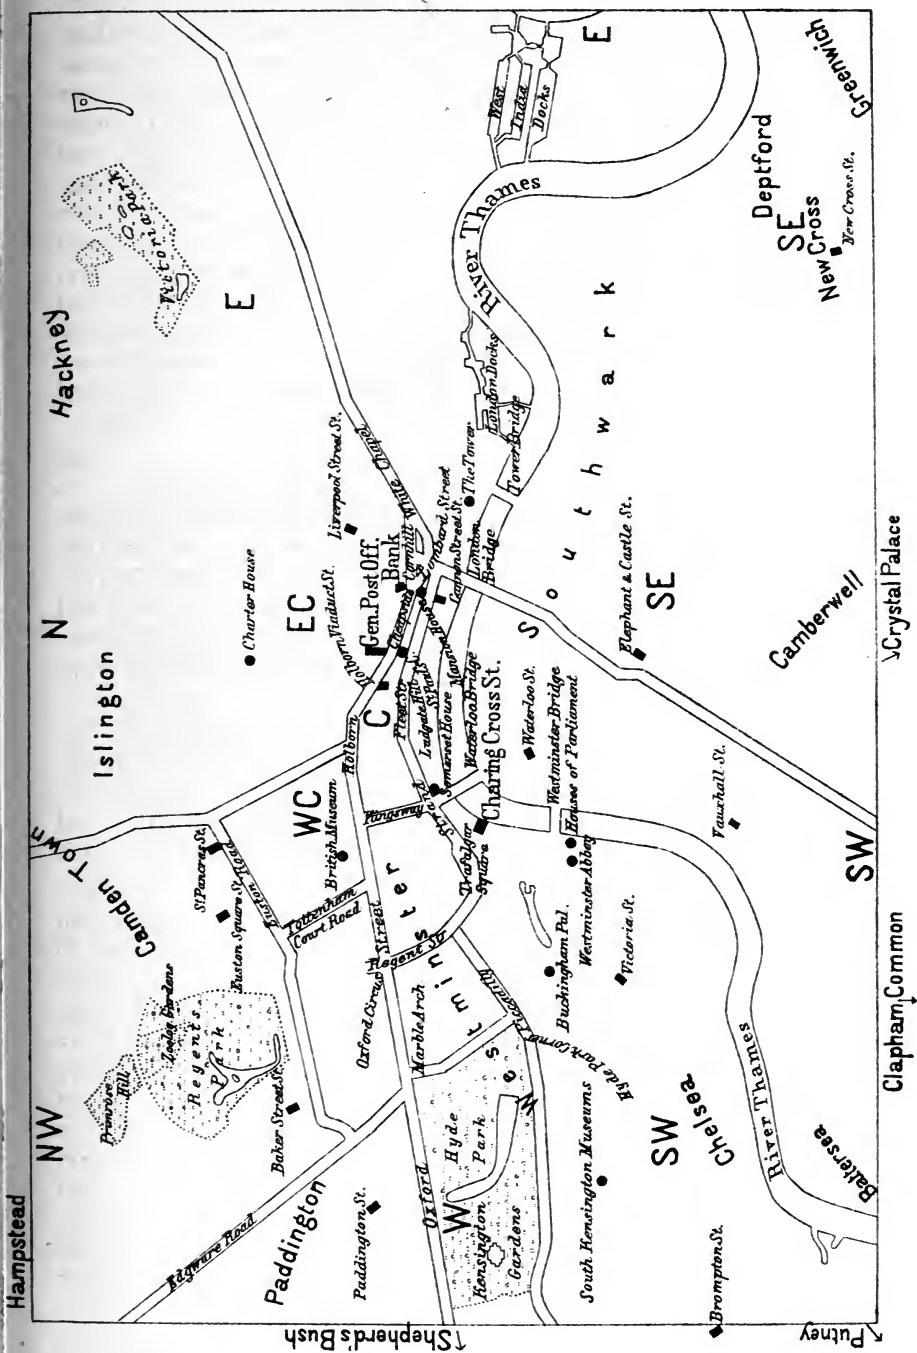 Hampstead
NW
Primrose Hill
Zoolog. Gardens
Regents Park
Camden Town
Islington
N
Hackney
Victoria Park
E
Euston Square St.
St Pancras St.
Euston Road
Baker Street St.
Edgware Road
Paddington
Paddington St.
Tottenham Court Road
WC
British Museum
Charter House
EC
Holborn Viaduct St.
Gen. Post Off.
Bank
Liverpool Street St.
White Chapel
Oxford Circus
Marble Arch
Oxford
Street
Regent Str.
Holborn
Kingsway
C
Fleet Str.
Ludgate Hill
St Pauls
Cheapside
Cornhill
Lombard Street
Mansion House
Cannon Street St.
The Tower
London Bridge
Tower Bridge
London Docks
River Thames
West
India
Docks
E
W
Hyde Park
Kensington Gardens
Westminster
Hyde Park Corner
Piccadilly
Trafalgar Square
Strand
Somerset House
Waterloo Bridge
Charing Cross St.
Waterloo St.
Westminster Bridge
Houses of Parliament
Westminster Abbey
Buckingham Pal.
Victoria St.
South Kensington Museums
SW
Chelsea
Brompton St.
River Thames
Battersea
Vauxhall St.
SW
Elephant & Castle St.
SE
Southwark
Camberwell
Deptford
SE
New Cross
New Cross St.
Greenwich
Shepherd's Bush
Putney
Clapham Common
Crystal Palace